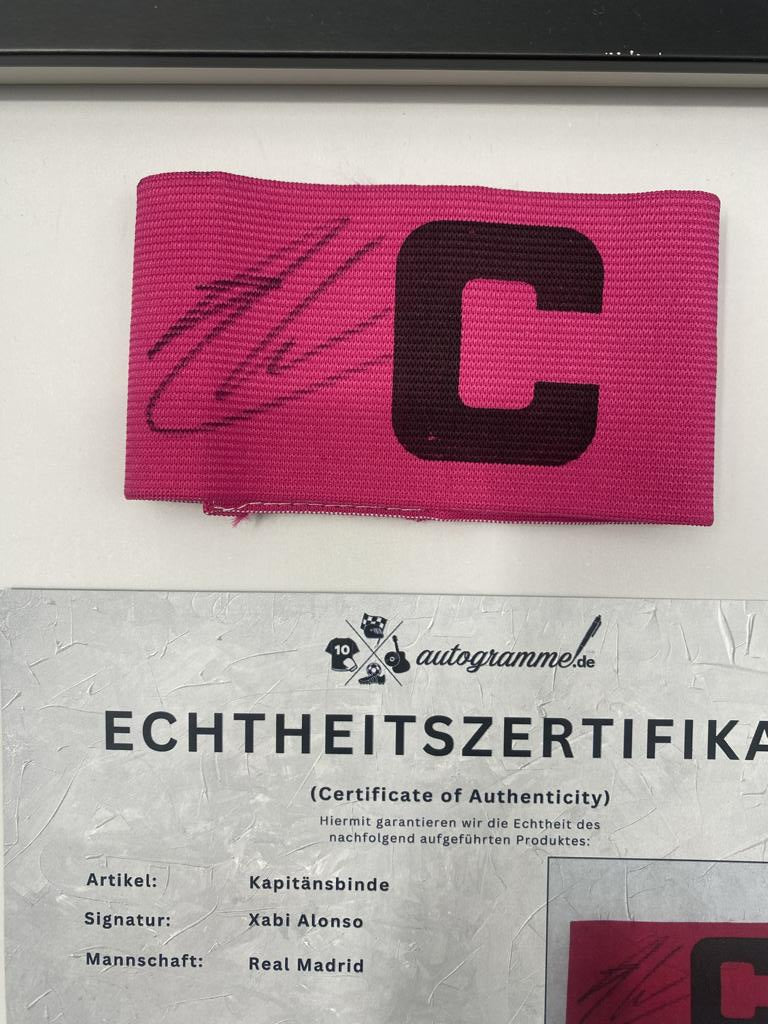 C
10
autogramme.de
ECHTHEITSZERTIFIKA
(Certificate of Authenticity)
Hiermit garantieren wir die Echtheit des
nachfolgend aufgeführten Produktes:
Artikel: Kapitänsbinde
Signatur: Xabi Alonso
Mannschaft: Real Madrid
C